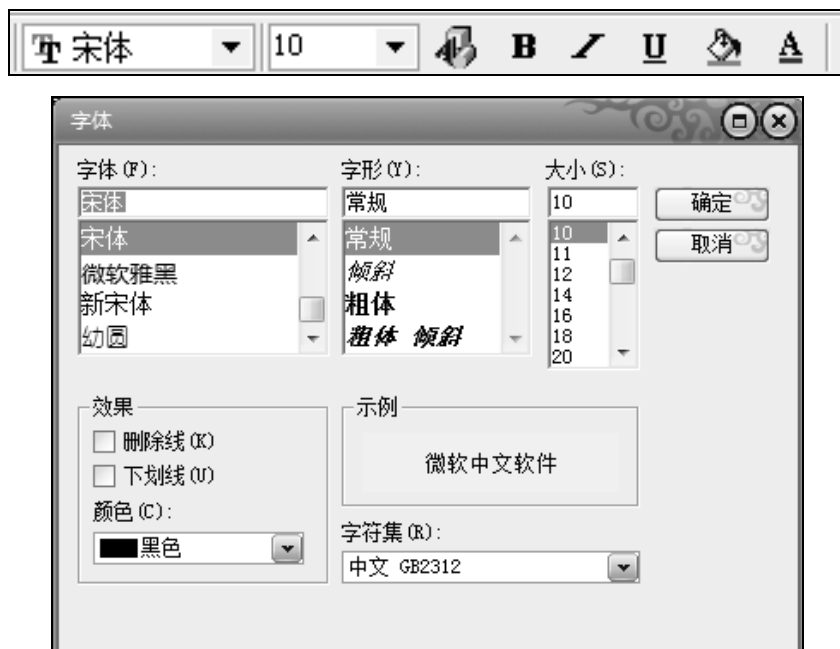 宋体 10 B I U A
字体
字体(F): 字形(Y): 大小(S):
宋体 常规 10 确定
宋体 常规 10 取消
微软雅黑 倾斜 11
新宋体 粗体 12
幼圆 粗体 倾斜 14
16
18
20
效果 示例
删除线(K)
下划线(U) 微软中文软件
颜色(C):
黑色 字符集(R):
中文 GB2312